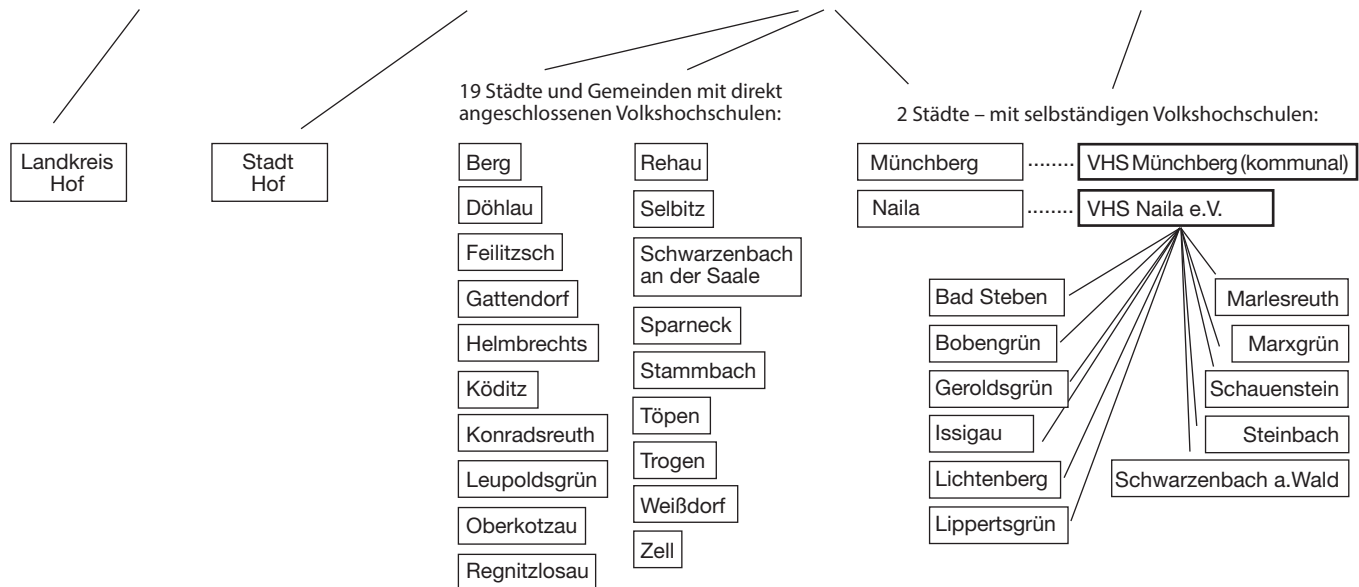 19 Städte und Gemeinden mit direkt
angeschlossenen Volkshochschulen:
2 Städte – mit selbständigen Volkshochschulen:
Landkreis
Hof
Stadt
Hof
Berg
Döhlau
Feilitzsch
Gattendorf
Helmbrechts
Köditz
Konradsreuth
Leupoldsgrün
Oberkotzau
Regnitzlosau
Rehau
Selbitz
Schwarzenbach
an der Saale
Sparneck
Stammbach
Töpen
Trogen
Weißdorf
Zell
Münchberg ........ VHS Münchberg (kommunal)
Naila ........ VHS Naila e.V.
Bad Steben
Bobengrün
Geroldsgrün
Issigau
Lichtenberg
Lippertsgrün
Marlesreuth
Marxgrün
Schauenstein
Steinbach
Schwarzenbach a.Wald